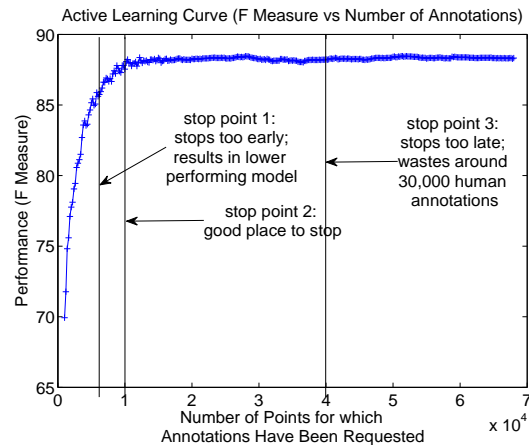 Active Learning Curve (F Measure vs Number of Annotations)
90
85
80
75
70
65
Performance (F Measure)
stop point 1:
stops too early;
results in lower
performing model
stop point 2:
good place to stop
stop point 3:
stops too late;
wastes around
30,000 human
annotations
0
1
2
3
4
5
6
7
x 10⁴
Number of Points for which
Annotations Have Been Requested